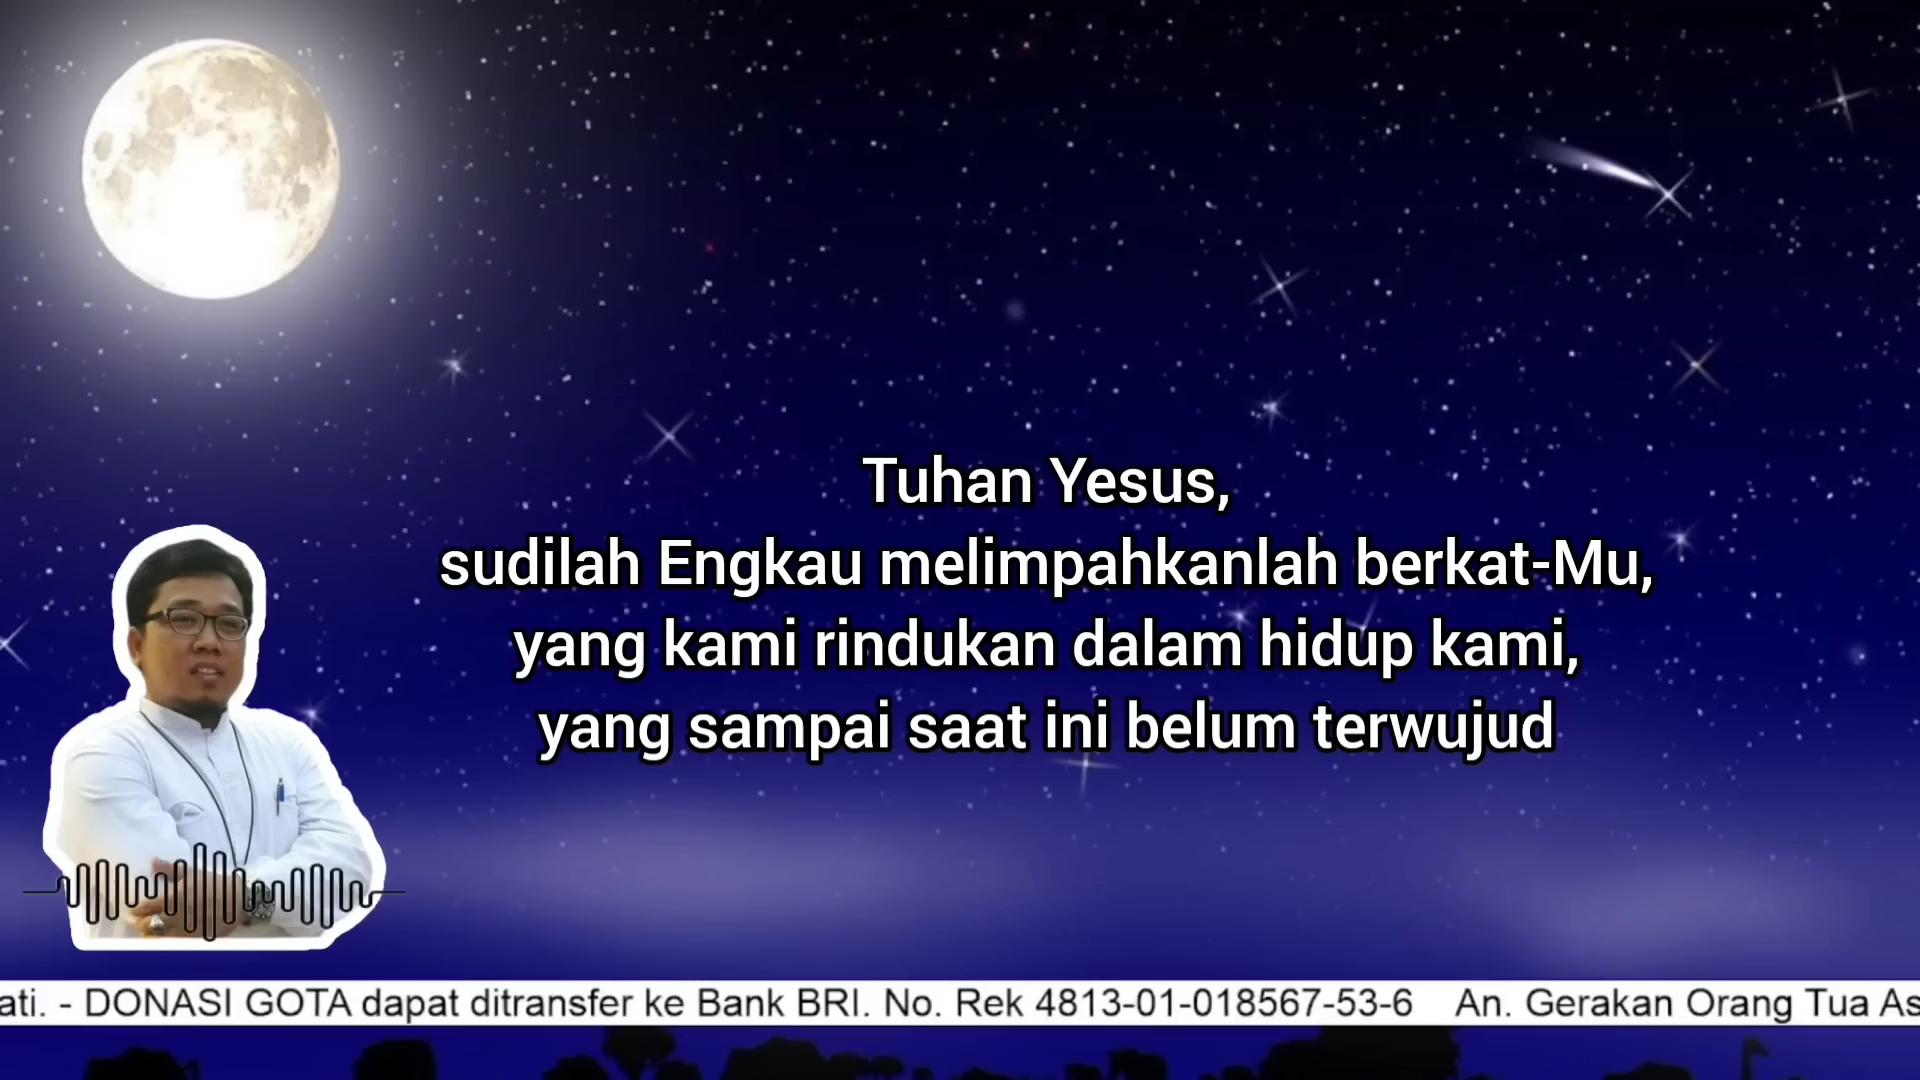 Tuhan Yesus,
sudilah Engkau melimpahkanlah berkat-Mu,
yang kami rindukan dalam hidup kami,
yang sampai saat ini belum terwujud
ati. - DONASI GOTA dapat ditransfer ke Bank BRI. No. Rek 4813-01-018567-53-6 An. Gerakan Orang Tua As